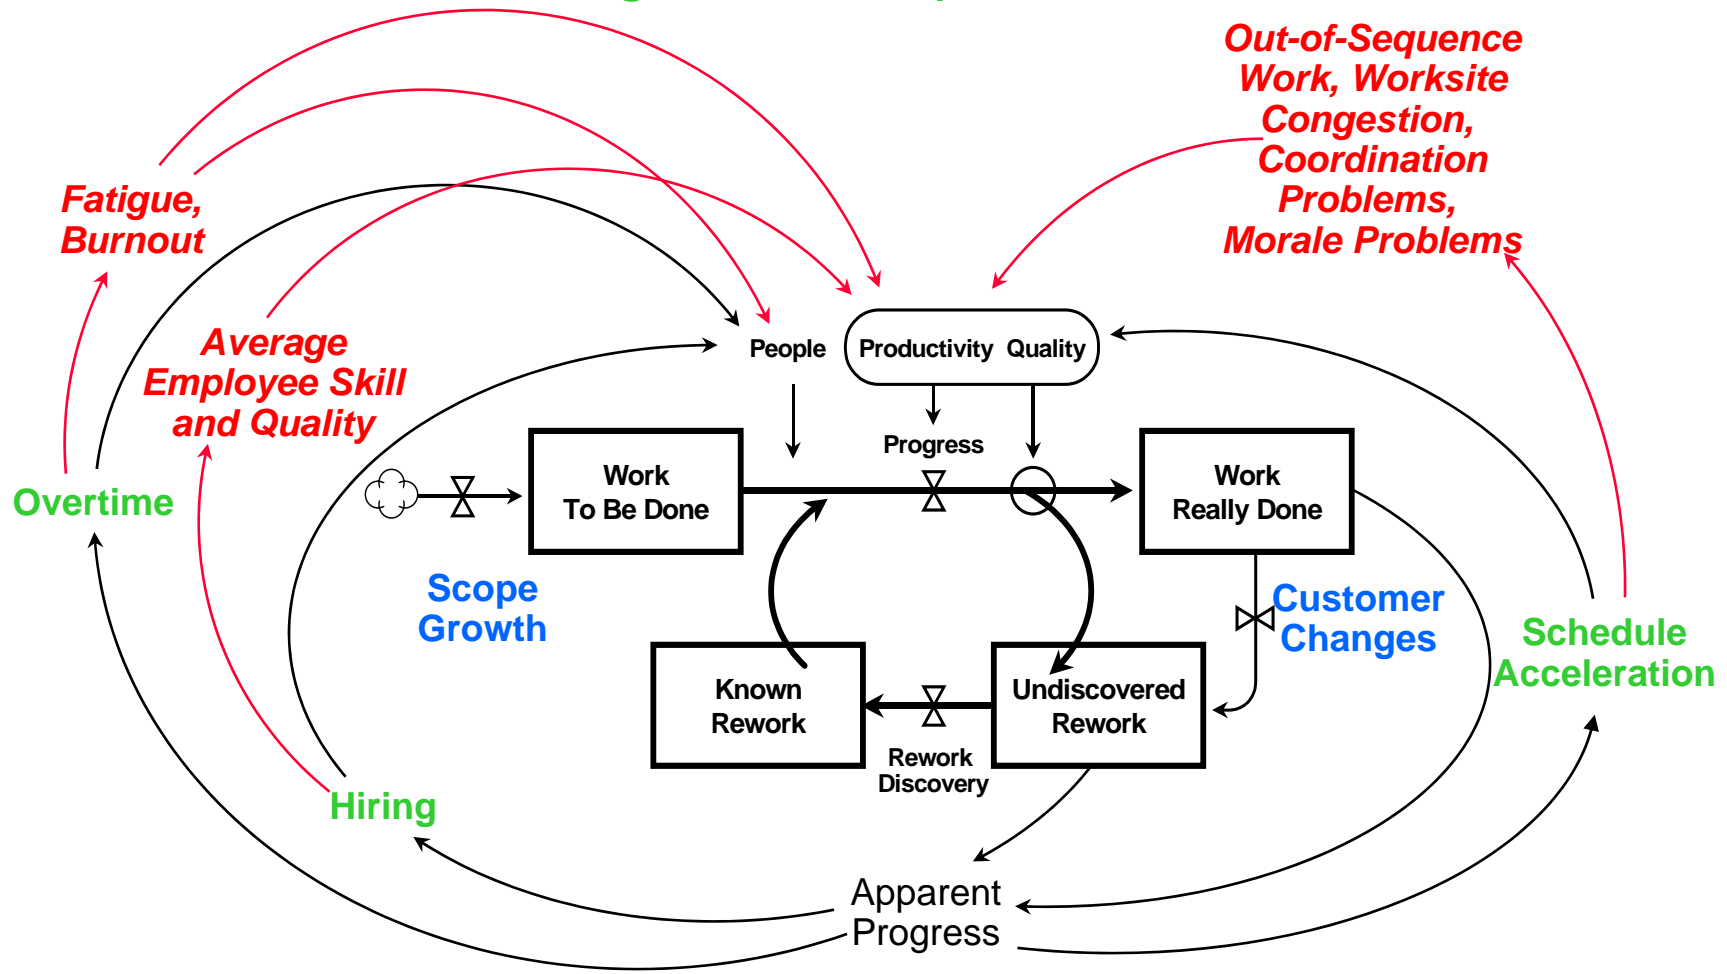 Out-of-Sequence
Work, Worksite
Congestion,
Coordination
Problems,
Morale Problems
Fatigue,
Burnout
Average
Employee Skill
and Quality
People
Productivity Quality
Progress
Overtime
Work
To Be Done
Work
Really Done
Scope
Growth
Customer
Changes
Schedule
Acceleration
Known
Rework
Undiscovered
Rework
Rework
Discovery
Hiring
Apparent
Progress